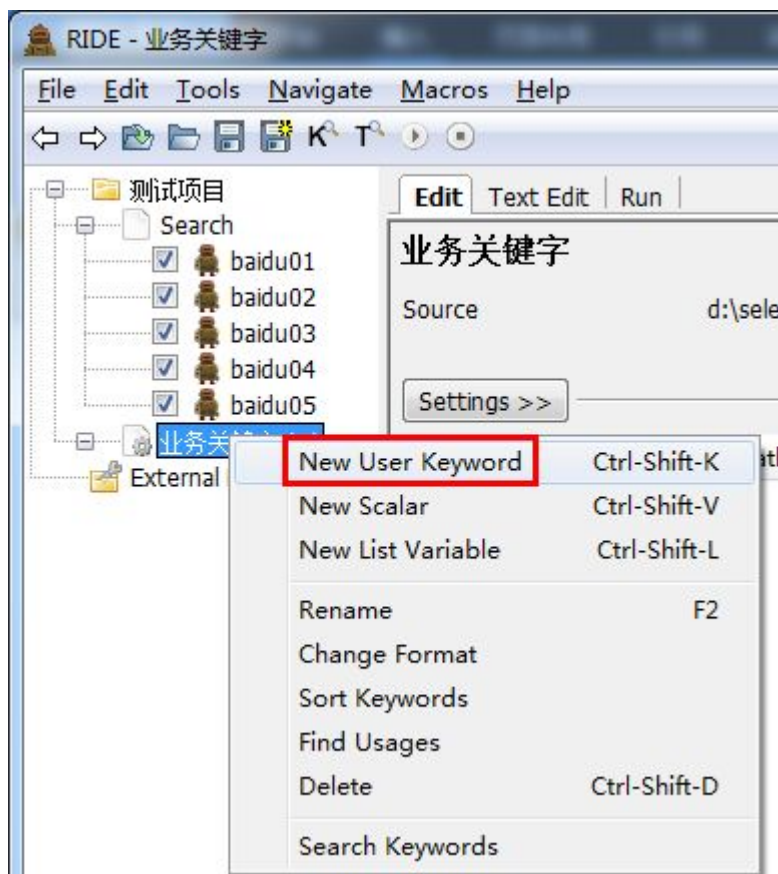 RIDE - 业务关键字
File Edit Tools Navigate Macros Help
测试项目
Search
baidu01
baidu02
baidu03
baidu04
baidu05
业务关
External
Edit Text Edit Run
业务关键字
Source d:\sele
Settings >>
New User Keyword Ctrl-Shift-K
New Scalar Ctrl-Shift-V
New List Variable Ctrl-Shift-L
Rename F2
Change Format
Sort Keywords
Find Usages
Delete Ctrl-Shift-D
Search Keywords